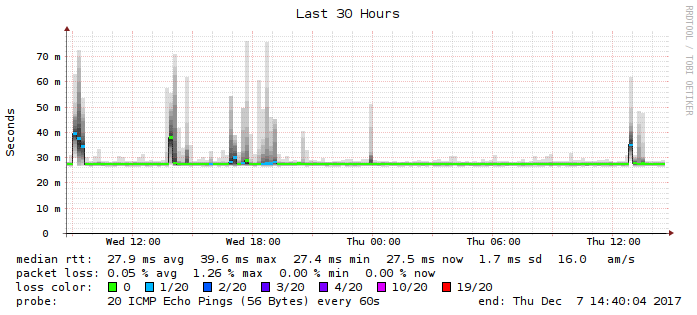 Last 30 Hours
RRDTOOL / TOBI OETIKER
Seconds
70 m
60 m
50 m
40 m
30 m
20 m
10 m
0
Wed 12:00 Wed 18:00 Thu 00:00 Thu 06:00 Thu 12:00
median rtt: 27.9 ms avg 39.6 ms max 27.4 ms min 27.5 ms now 1.7 ms sd 16.0 am/s
packet loss: 0.05 % avg 1.26 % max 0.00 % min 0.00 % now
loss color: 0 1/20 2/20 3/20 4/20 10/20 19/20
probe: 20 ICMP Echo Pings (56 Bytes) every 60s end: Thu Dec 7 14:40:04 2017